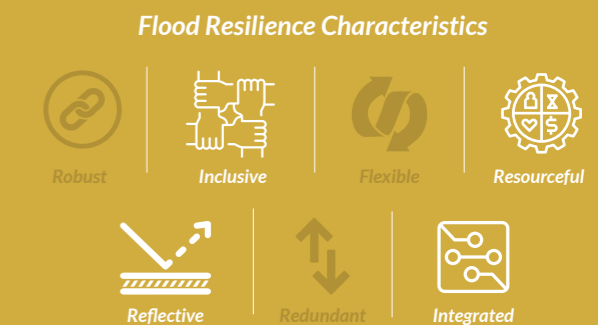 Flood Resilience Characteristics
Robust
Inclusive
Flexible
Resourceful
$
Reflective
Redundant
Integrated